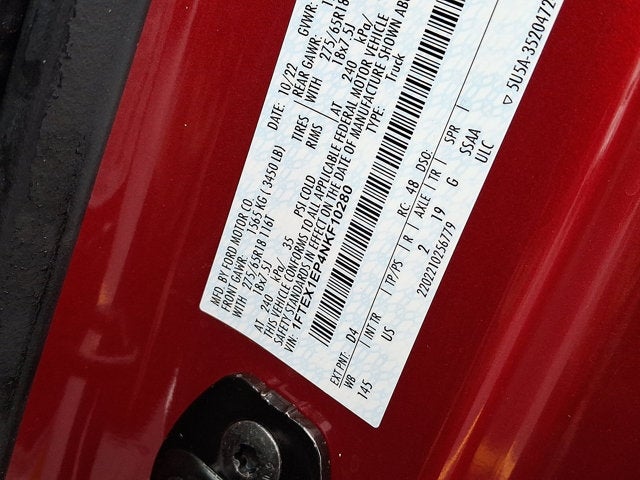 MFD. BY FORD MOTOR CO. DATE: 10/22 GVWR:
FRONT GAWR: 1565 KG ( 3450 LB) REAR GAWR:
WITH 275/65R18 116T TIRES WITH 275/65R18
18x7.5J RIMS 18x7.5J
AT 240 kPa/ 35 PSI COLD AT 240 kPa/
THIS VEHICLE CONFORMS TO ALL APPLICABLE FEDERAL MOTOR VEHICLE
SAFETY STANDARDS IN EFFECT ON THE DATE OF MANUFACTURE SHOWN
VIN: 1FTEX1EP4NKF10280 TYPE: Truck
EXT PNT: D4 RC: 48 DSO:
WB | INT TR | TP/PS | R | AXLE | TR | SPR |
145 US 2 19 G SSAA
2202210256779 ULC
▽ 5U5A-3520472